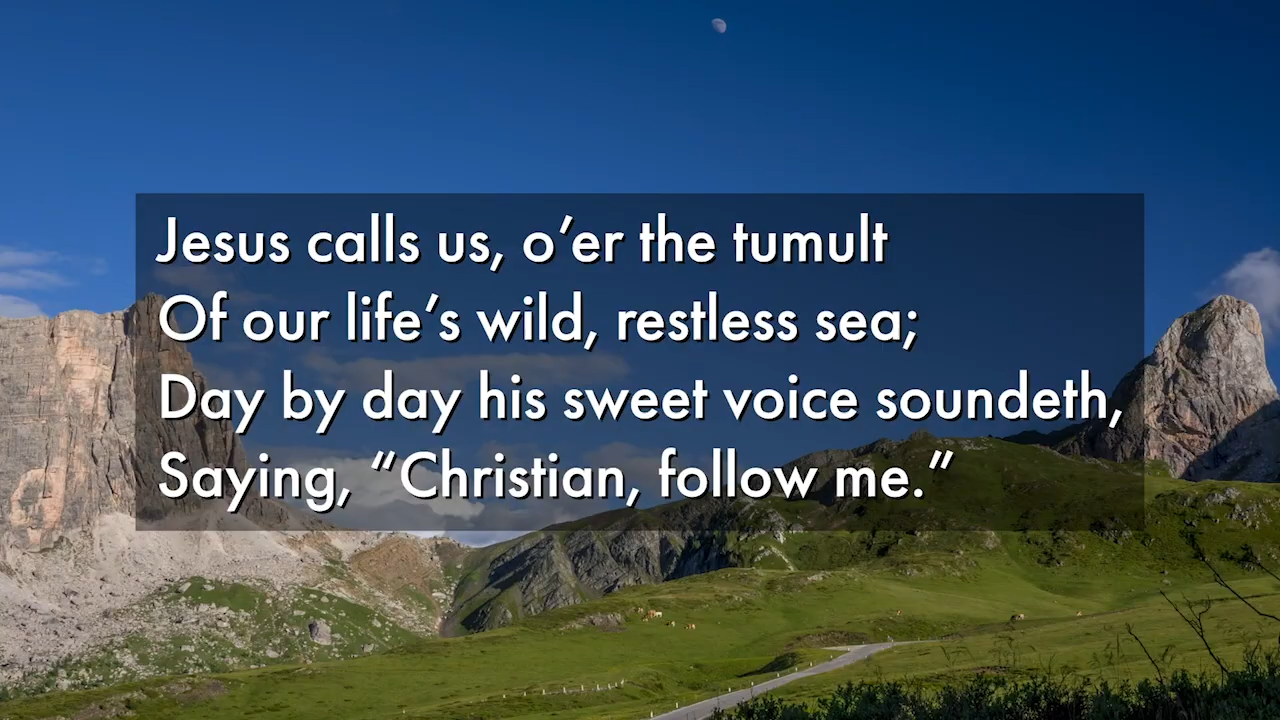 Jesus calls us, o’er the tumult
Of our life’s wild, restless sea;
Day by day his sweet voice soundeth,
Saying, “Christian, follow me.”